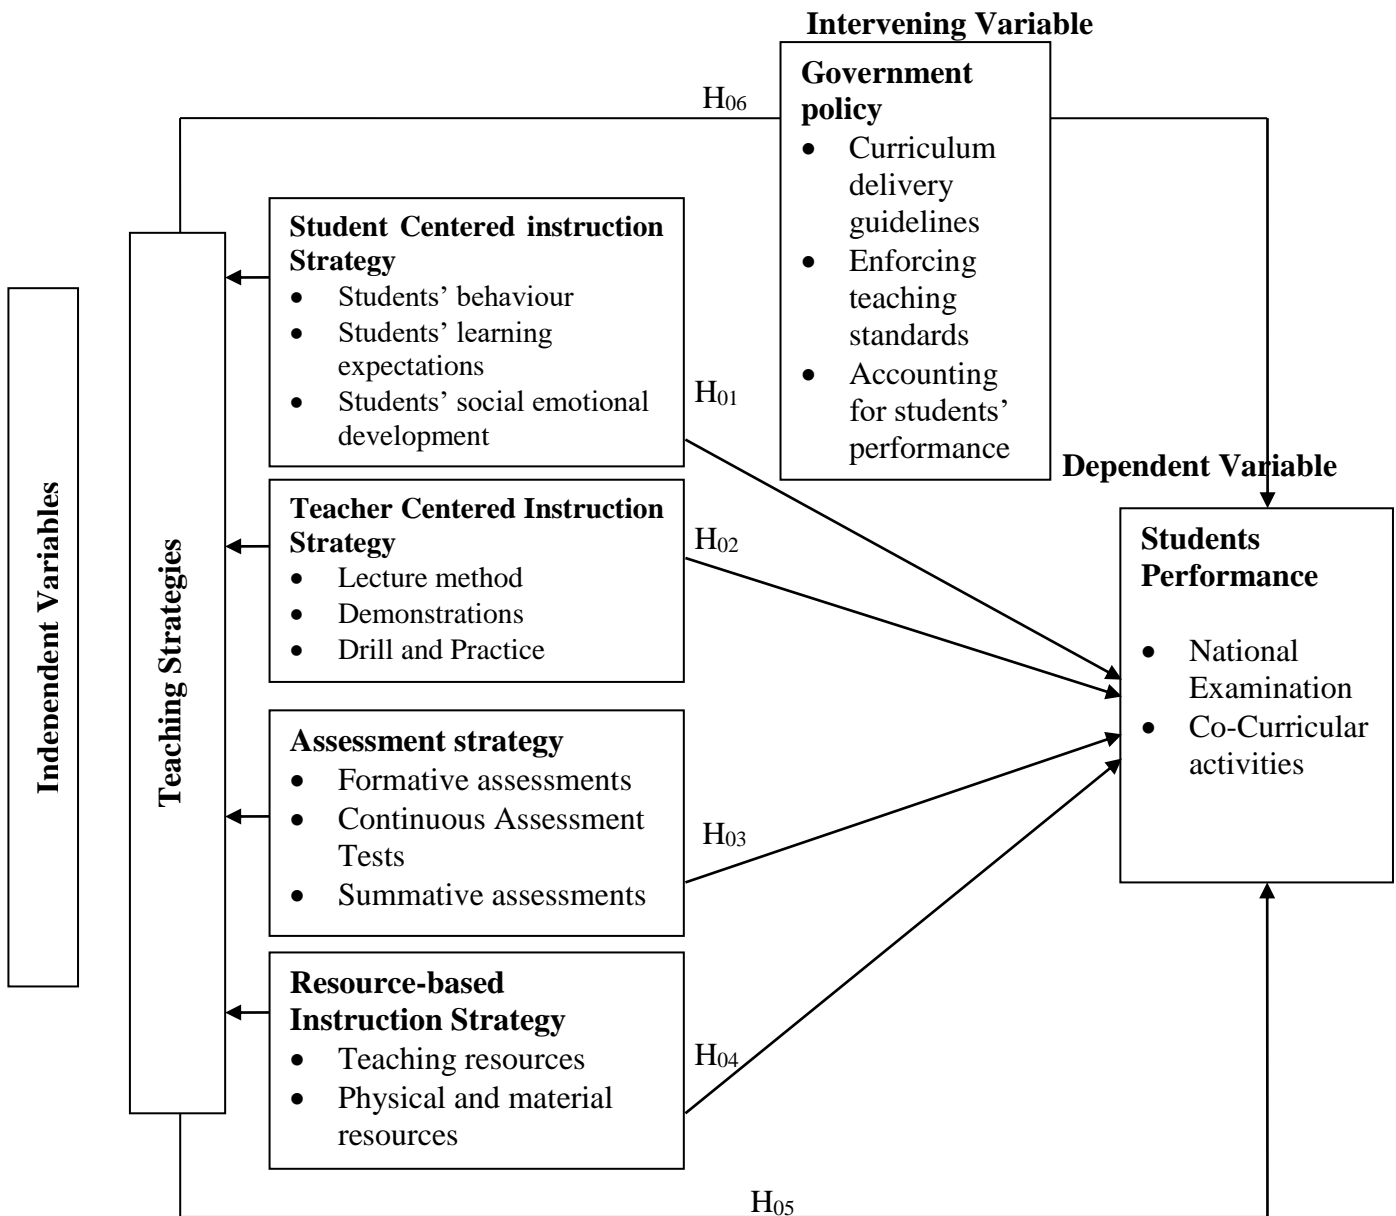 Intervening Variable
Government
policy
• Curriculum
delivery
guidelines
• Enforcing
teaching
standards
• Accounting
for students’
performance
H06
Independent Variables
Teaching Strategies
Student Centered instruction
Strategy
• Students’ behaviour
• Students’ learning
expectations
• Students’ social emotional
development
H01
Teacher Centered Instruction
Strategy
• Lecture method
• Demonstrations
• Drill and Practice
H02
Assessment strategy
• Formative assessments
• Continuous Assessment
Tests
• Summative assessments
H03
Resource-based
Instruction Strategy
• Teaching resources
• Physical and material
resources
H04
H05
Dependent Variable
Students
Performance
• National
Examination
• Co-Curricular
activities